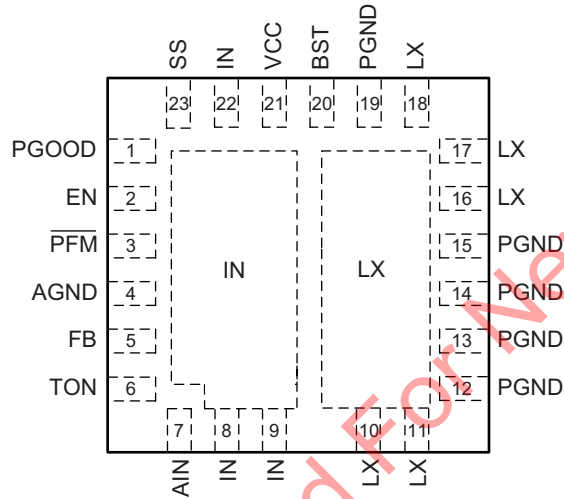 SS IN VCC BST PGND LX
23 22 21 20 19 18
PGOOD 1 17 LX
EN 2 16 LX
PFM 3 15 PGND
IN LX
AGND 4 14 PGND
FB 5 13 PGND
TON 6 12 PGND
7 8 9 10 11
AIN IN IN LX LX
d For Ne